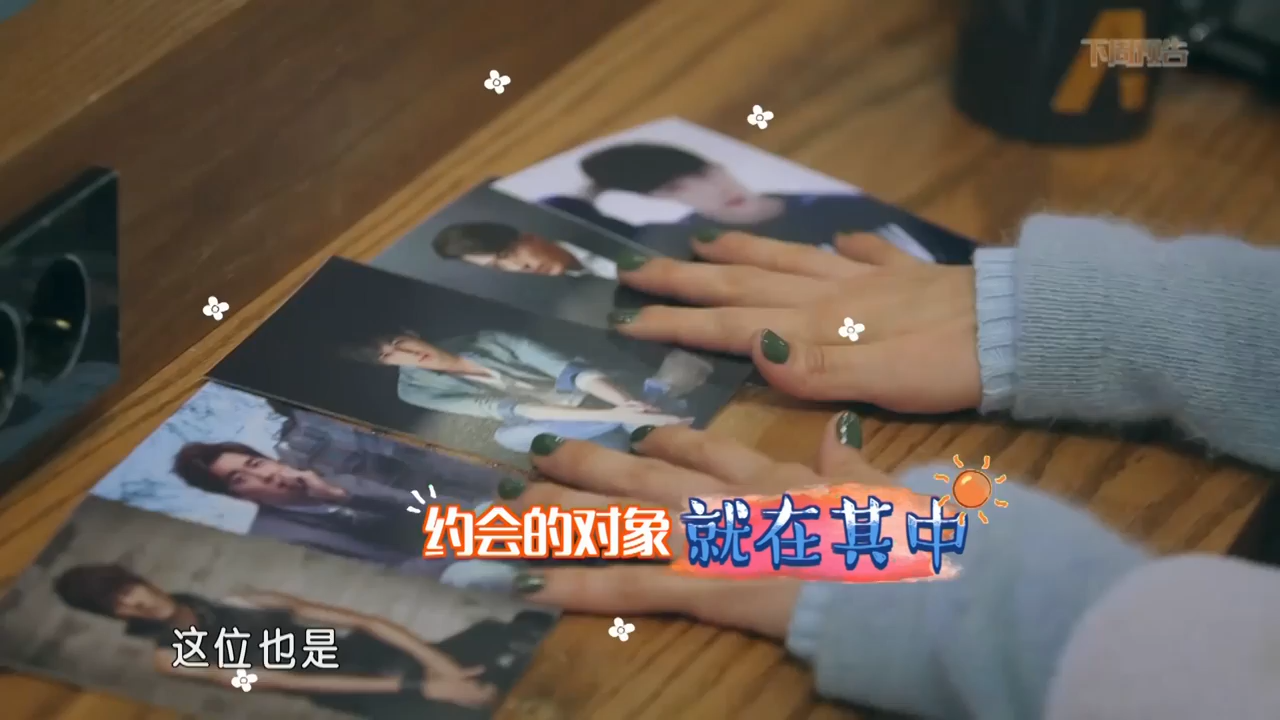 下周预告
约会的对象就在其中
这位也是